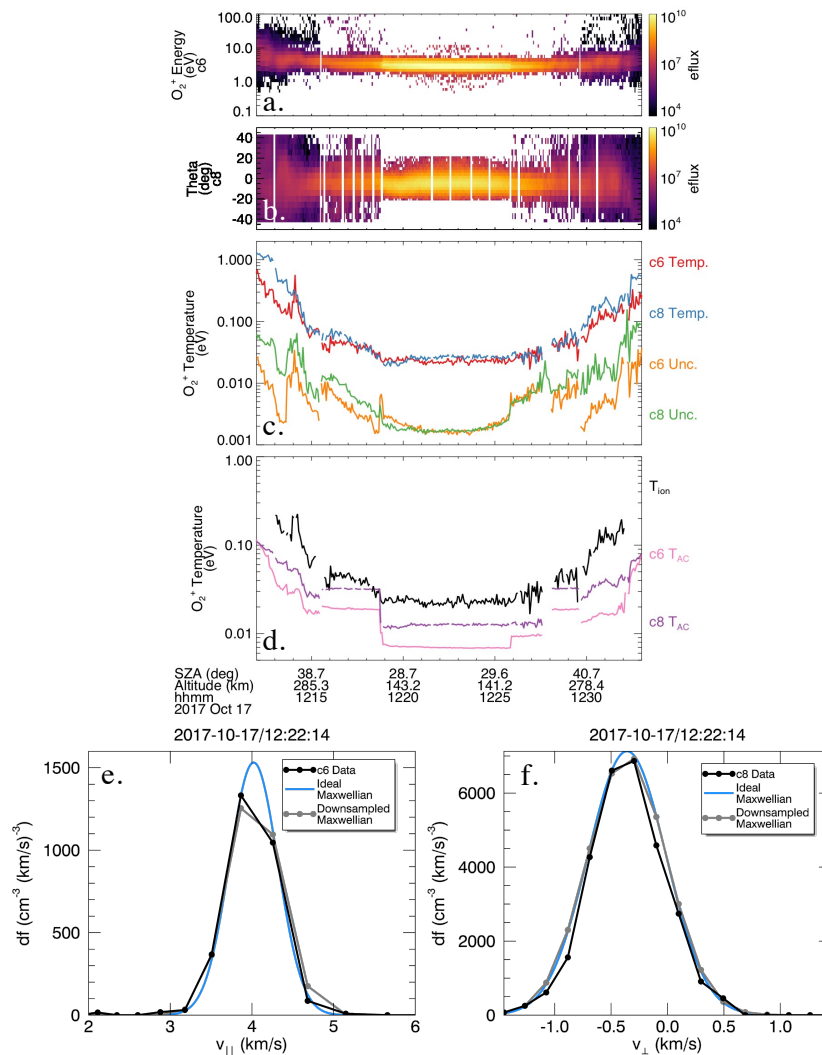 100.0
10.0
1.0
0.1
O2+ Energy
(eV)
c6
a.
10^10
10^7
10^4
eflux
40
20
0
-20
-40
Theta
(deg)
c8
b.
10^10
10^7
10^4
eflux
1.000
0.100
0.010
0.001
O2+ Temperature
(eV)
c.
c6 Temp.
c8 Temp.
c6 Unc.
c8 Unc.
1.00
0.10
0.01
O2+ Temperature
(eV)
d.
Tion
c6 TAC
c8 TAC
SZA (deg) 38.7 28.7 29.6 40.7
Altitude (km) 285.3 143.2 141.2 278.4
hhmm 1215 1220 1225 1230
2017 Oct 17
2017-10-17/12:22:14
e.
c6 Data
Ideal
Maxwellian
Downsampled
Maxwellian
1500
1000
500
0
df (cm^-3 (km/s)^-3)
2 3 4 5 6
v|| (km/s)
2017-10-17/12:22:14
f.
c8 Data
Ideal
Maxwellian
Downsampled
Maxwellian
6000
4000
2000
0
df (cm^-3 (km/s)^-3)
-1.0 -0.5 0.0 0.5 1.0
v⊥ (km/s)